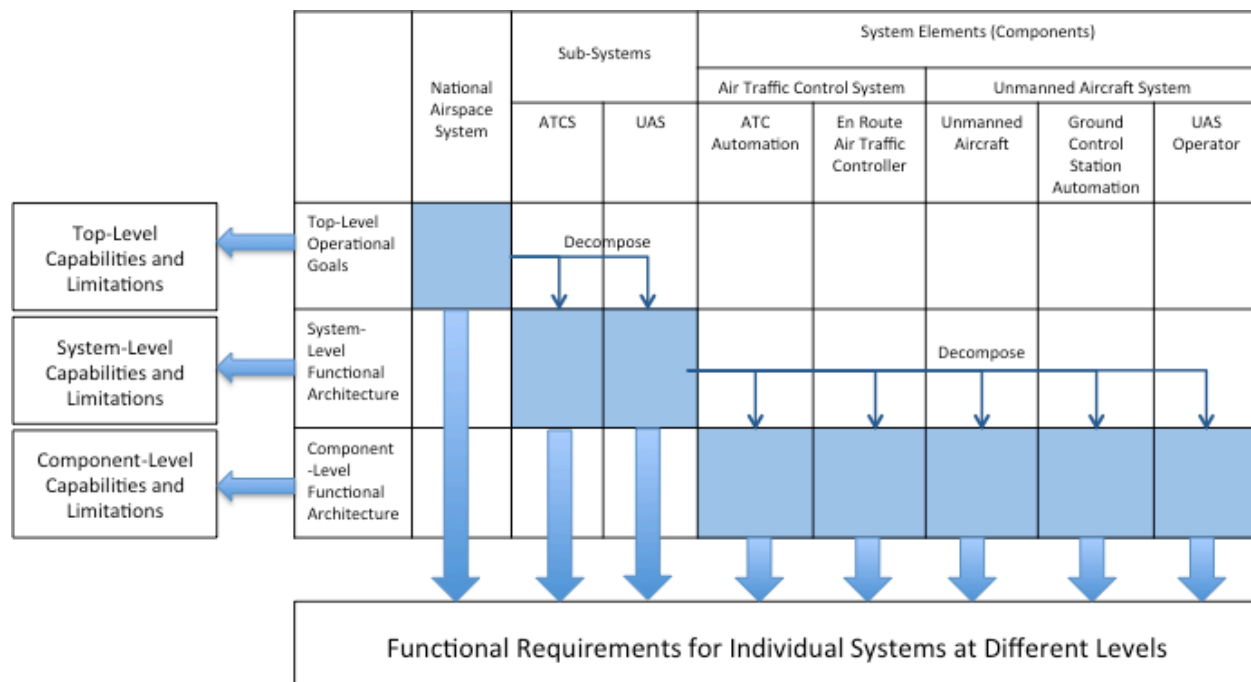 System Elements (Components)
Sub-Systems
National
Airspace
System
Air Traffic Control System
Unmanned Aircraft System
ATCS
UAS
ATC
Automation
En Route
Air Traffic
Controller
Unmanned
Aircraft
Ground
Control
Station
Automation
UAS
Operator
Top-Level
Capabilities and
Limitations
Top-Level
Operational
Goals
Decompose
System-Level
Capabilities and
Limitations
System-
Level
Functional
Architecture
Decompose
Component-Level
Capabilities and
Limitations
Component
-Level
Functional
Architecture
Functional Requirements for Individual Systems at Different Levels